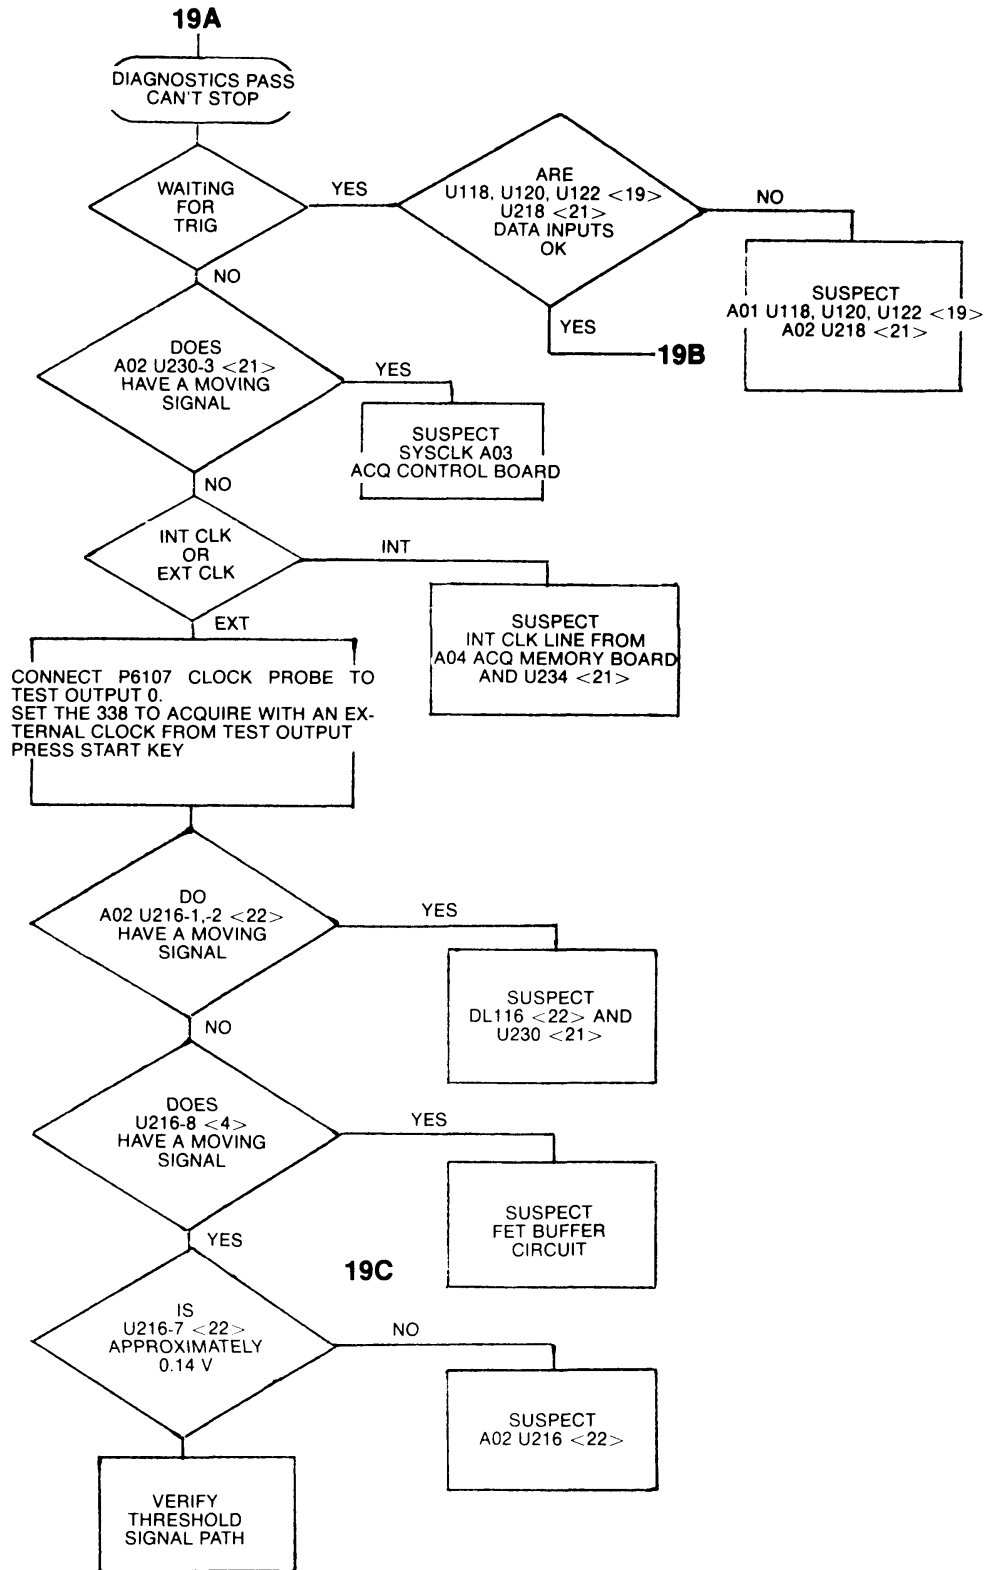 19A
DIAGNOSTICS PASS
CAN'T STOP
WAITING
FOR
TRIG
YES
ARE
U118, U120, U122 <19>
U218 <21>
DATA INPUTS
OK
NO
SUSPECT
A01 U118, U120, U122 <19>
A02 U218 <21>
YES
19B
NO
DOES
A02 U230-3 <21>
HAVE A MOVING
SIGNAL
YES
SUSPECT
SYSCLK A03
ACQ CONTROL BOARD
NO
INT CLK
OR
EXT CLK
INT
SUSPECT
INT CLK LINE FROM
A04 ACQ MEMORY BOARD
AND U234 <21>
EXT
CONNECT P6107 CLOCK PROBE TO
TEST OUTPUT 0.
SET THE 338 TO ACQUIRE WITH AN EX-
TERNAL CLOCK FROM TEST OUTPUT
PRESS START KEY
DO
A02 U216-1,-2 <22>
HAVE A MOVING
SIGNAL
YES
SUSPECT
DL116 <22> AND
U230 <21>
NO
DOES
U216-8 <4>
HAVE A MOVING
SIGNAL
YES
SUSPECT
FET BUFFER
CIRCUIT
YES
19C
IS
U216-7 <22>
APPROXIMATELY
0.14 V
NO
SUSPECT
A02 U216 <22>
VERIFY
THRESHOLD
SIGNAL PATH